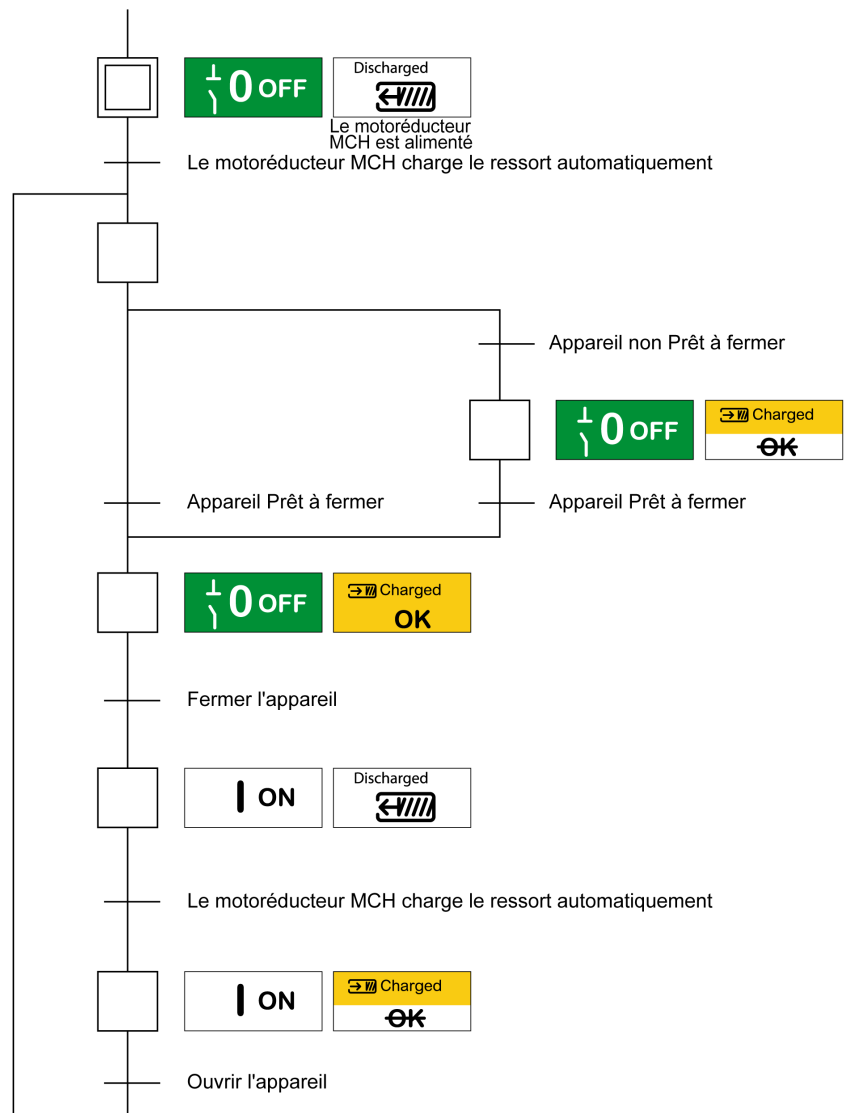 0 OFF
Discharged
Le motoréducteur
MCH est alimenté
Le motoréducteur MCH charge le ressort automatiquement
Appareil non Prêt à fermer
0 OFF
Charged
OK
Appareil Prêt à fermer
Appareil Prêt à fermer
0 OFF
Charged
OK
Fermer l'appareil
I ON
Discharged
Le motoréducteur MCH charge le ressort automatiquement
I ON
Charged
OK
Ouvrir l'appareil